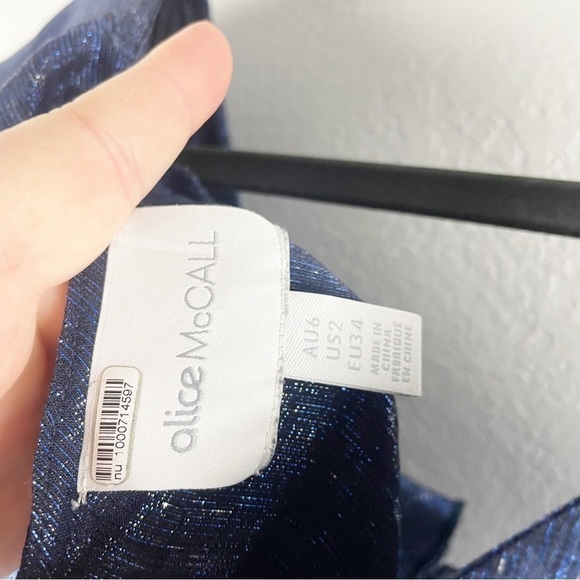 alice McCALL
nu 1000714597
AU6
US2
EU34
MADE IN
CHINA
FABRIQUE
EN CHINE